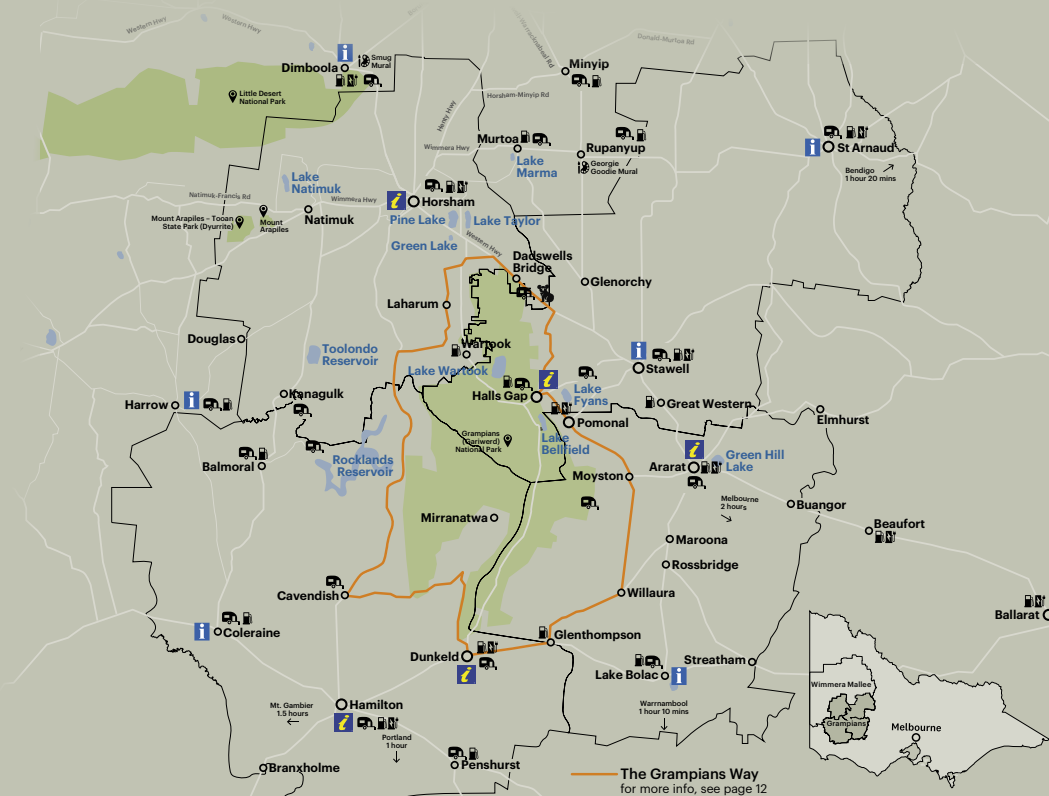 Western Hwy
Western Hwy
Donald-Murtoa Rd
i
Smug
Mural
Dimboola
Minyip
Little Desert
National Park
Horsham-Minyip Rd
Henty Hwy
Murtoa
Wimmera Hwy
Rupanyup
Lake
Marma
Georgie
Goodie Mural
i
St Arnaud
Bendigo
1 hour 20 mins
Lake
Natimuk
Natimuk-Francis Rd
Wimmera Hwy
i
Horsham
Mount Arapiles – Tooan
State Park (Dyurrite)
Mount
Arapiles
Natimuk
Pine Lake
Lake Taylor
Green Lake
Western Hwy
Dadswells
Bridge
Glenorchy
Laharum
Douglas
Toolondo
Reservoir
Wartook
Lake Wartook
i
Stawell
i
Halls Gap
Lake
Fyans
Kanagulk
Harrow
i
Great Western
Elmhurst
Pomonal
Grampians
(Gariwerd)
National Park
Lake
Bellfield
i
Green Hill
Lake
Ararat
Rocklands
Reservoir
Balmoral
Moyston
Melbourne
2 hours
Buangor
Mirranatwa
Beaufort
Maroona
Rossbridge
Cavendish
Willaura
Ballarat
i
Coleraine
Glenthompson
Dunkeld
i
Streatham
Lake Bolac
i
Wimmera Mallee
Mt. Gambier
1.5 hours
Hamilton
i
Warrnambool
1 hour 10 mins
Grampians
Melbourne
Portland
1 hour
Branxholme
Penshurst
The Grampians Way
for more info, see page 12